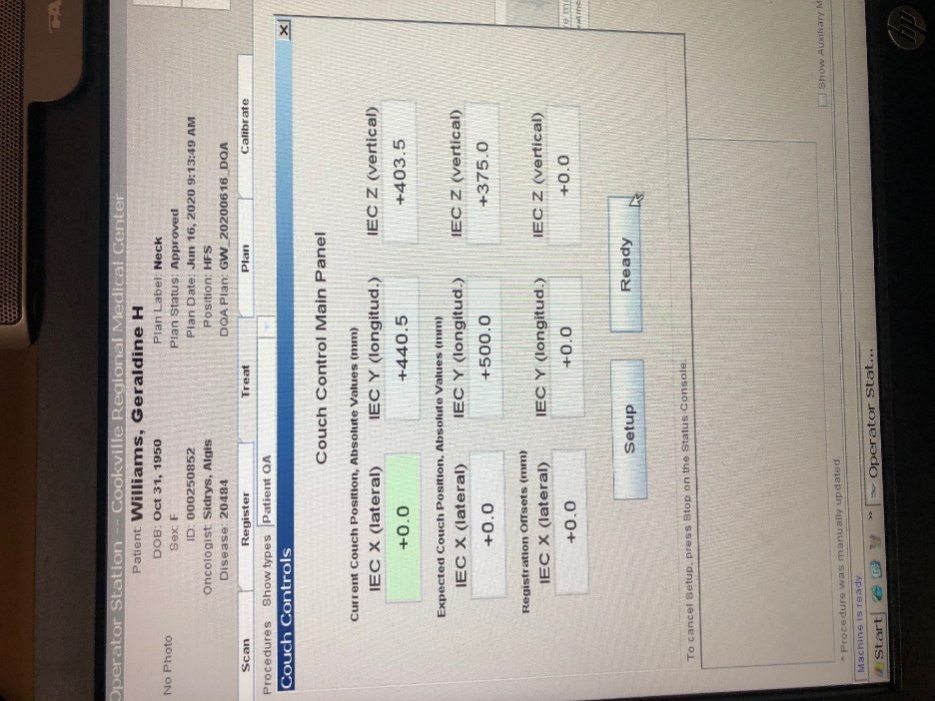 Operator Station -- Cookville Regional Medical Center
No Photo
Patient: Williams, Geraldine H
DOB: Oct 31, 1950
Sex: F
ID: 000250852
Oncologist: Sidrys, Algis
Disease: 20484
Plan Label: Neck
Plan Status: Approved
Plan Date: Jun 16, 2020 9:13:49 AM
Position: HFS
DQA Plan: GW_20200616_DQA
Scan Register Treat Plan Calibrate
Procedures Show types Patient QA
Couch Controls X
Couch Control Main Panel
Current Couch Position, Absolute Values (mm)
IEC X (lateral) IEC Y (longitud.) IEC Z (vertical)
+0.0 +440.5 +403.5
Expected Couch Position, Absolute Values (mm)
IEC X (lateral) IEC Y (longitud.) IEC Z (vertical)
+0.0 +500.0 +375.0
Registration Offsets (mm)
IEC X (lateral) IEC Y (longitud.) IEC Z (vertical)
+0.0 +0.0 +0.0
Setup Ready
To cancel Setup, press Stop on the Status Console.
Show Auxiliary M
* Procedure was manually updated.
Machine is ready
Start » Operator Stat...
hp